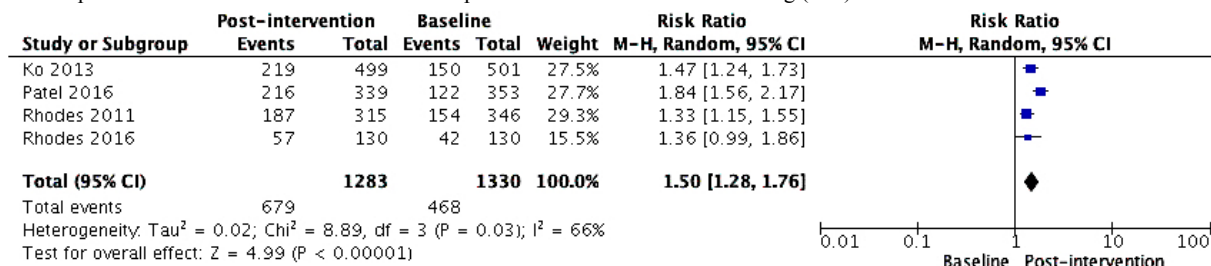 Post-intervention Baseline Risk Ratio Risk Ratio
Study or Subgroup Events Total Events Total Weight M-H, Random, 95% CI M-H, Random, 95% CI
Ko 2013 219 499 150 501 27.5% 1.47 [1.24, 1.73]
Patel 2016 216 339 122 353 27.7% 1.84 [1.56, 2.17]
Rhodes 2011 187 315 154 346 29.3% 1.33 [1.15, 1.55]
Rhodes 2016 57 130 42 130 15.5% 1.36 [0.99, 1.86]
Total (95% CI) 1283 1330 100.0% 1.50 [1.28, 1.76]
Total events 679 468
Heterogeneity: Tau² = 0.02; Chi² = 8.89, df = 3 (P = 0.03); I² = 66%
Test for overall effect: Z = 4.99 (P < 0.00001)
0.01 0.1 1 10 100
Baseline Post-intervention